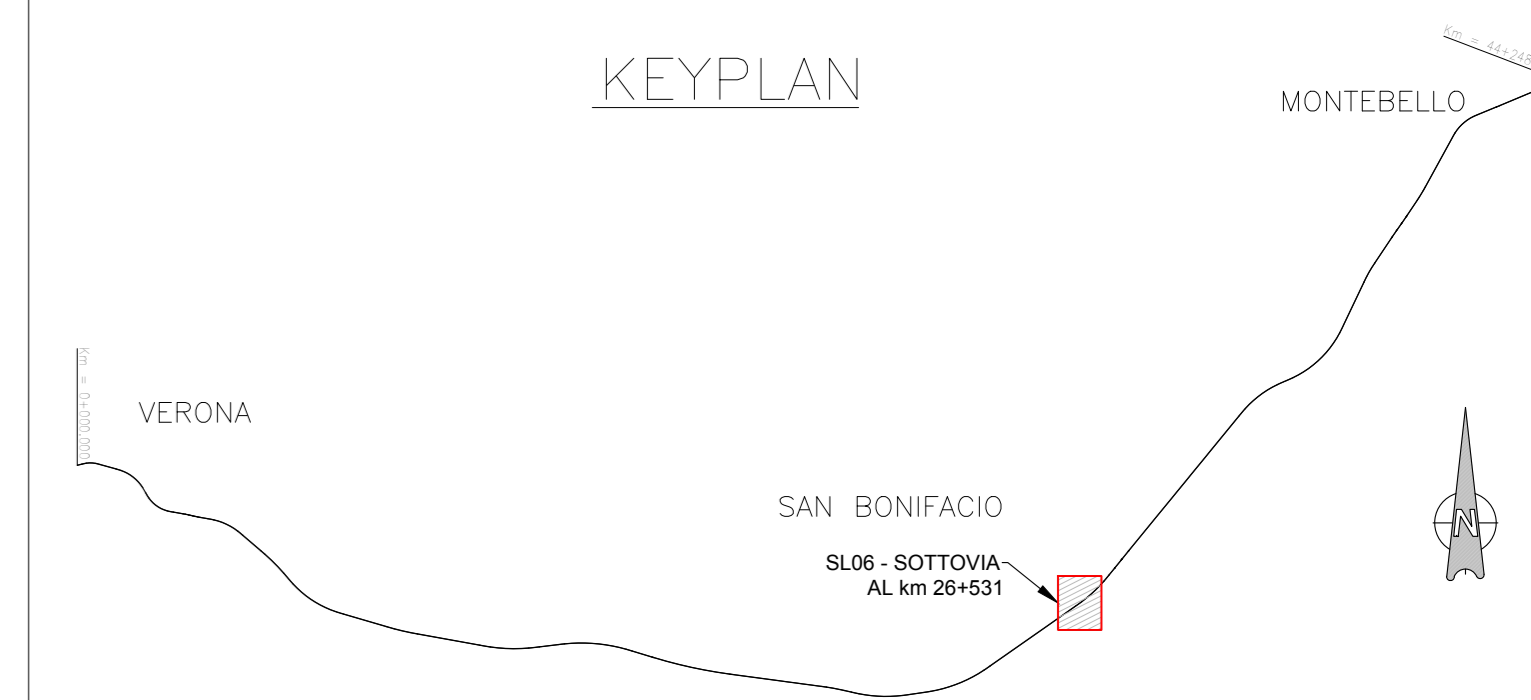 KEYPLAN
Km = 44+248
MONTEBELLO
Km = 0+000.000
VERONA
SAN BONIFACIO
SL06 - SOTTOVIA
AL km 26+531
N